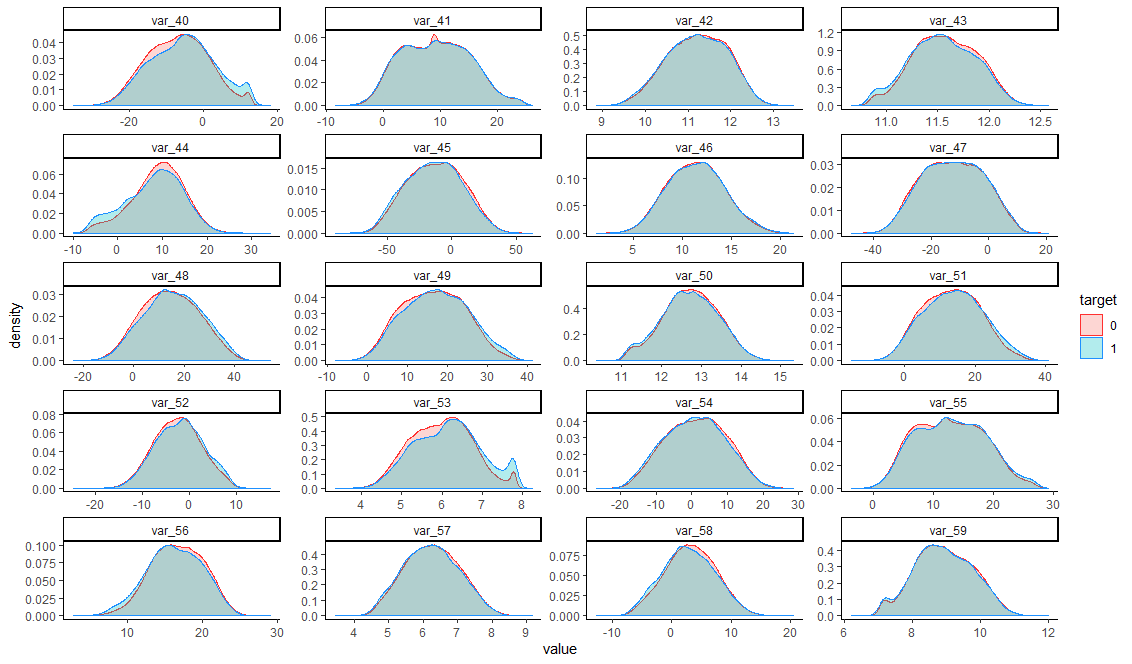 var_40 var_41 var_42 var_43
0.04 0.03 0.02 0.01 0.00
0.06 0.04 0.02 0.00
0.5 0.4 0.3 0.2 0.1 0.0
1.2 0.9 0.6 0.3 0.0
-20 0 20
-10 0 10 20
9 10 11 12 13
11.0 11.5 12.0 12.5
var_44 var_45 var_46 var_47
0.06 0.04 0.02 0.00
0.015 0.010 0.005 0.000
0.10 0.05 0.00
0.03 0.02 0.01 0.00
-10 0 10 20 30
-50 0 50
5 10 15 20
-40 -20 0 20
var_48 var_49 var_50 var_51
0.03 0.02 0.01 0.00
0.04 0.03 0.02 0.01 0.00
0.4 0.2 0.0
0.04 0.03 0.02 0.01 0.00
-20 0 20 40
-10 0 10 20 30 40
11 12 13 14 15
0 20 40
var_52 var_53 var_54 var_55
0.08 0.06 0.04 0.02 0.00
0.5 0.4 0.3 0.2 0.1 0.0
0.04 0.03 0.02 0.01 0.00
0.06 0.04 0.02 0.00
-20 -10 0 10
4 5 6 7 8
-20 -10 0 10 20 30
0 10 20 30
var_56 var_57 var_58 var_59
0.100 0.075 0.050 0.025 0.000
0.4 0.3 0.2 0.1 0.0
0.075 0.050 0.025 0.000
0.4 0.3 0.2 0.1 0.0
10 20 30
4 5 6 7 8 9
-10 0 10 20
6 8 10 12
density
value
target
0
1